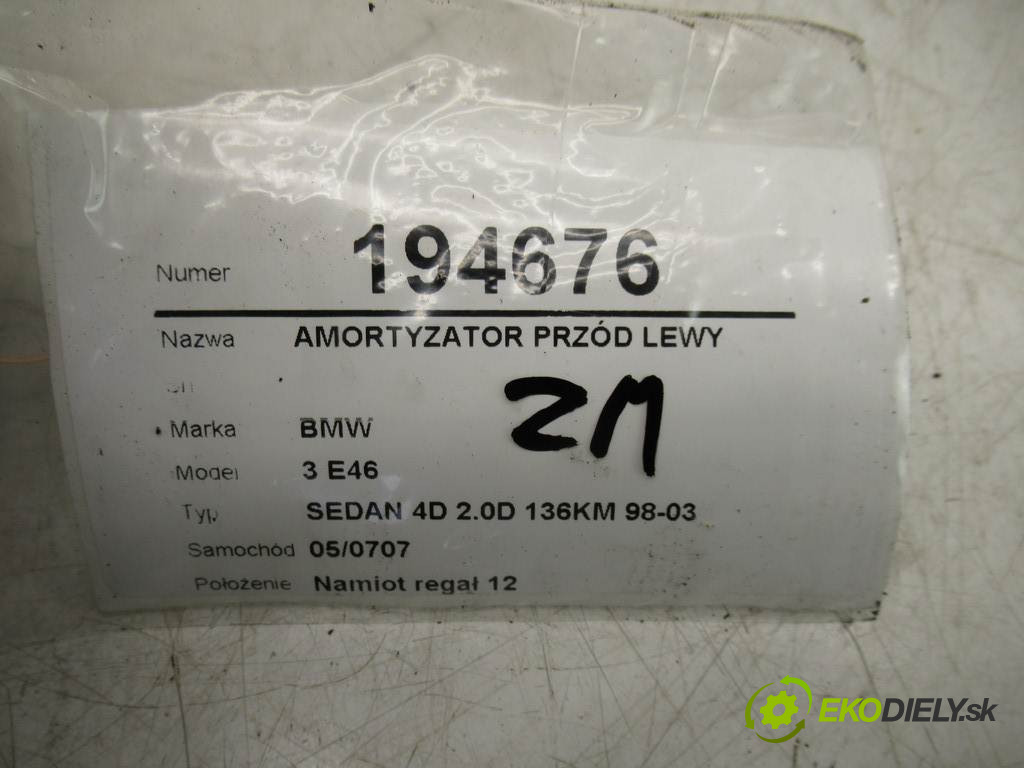 Numer 194676
Nazwa AMORTYZATOR PRZÓD LEWY
ZM
Marka BMW
Model 3 E46
Typ SEDAN 4D 2.0D 136KM 98-03
Samochód 05/0707
Położenie Namiot regał 12
EKODIELY.sk